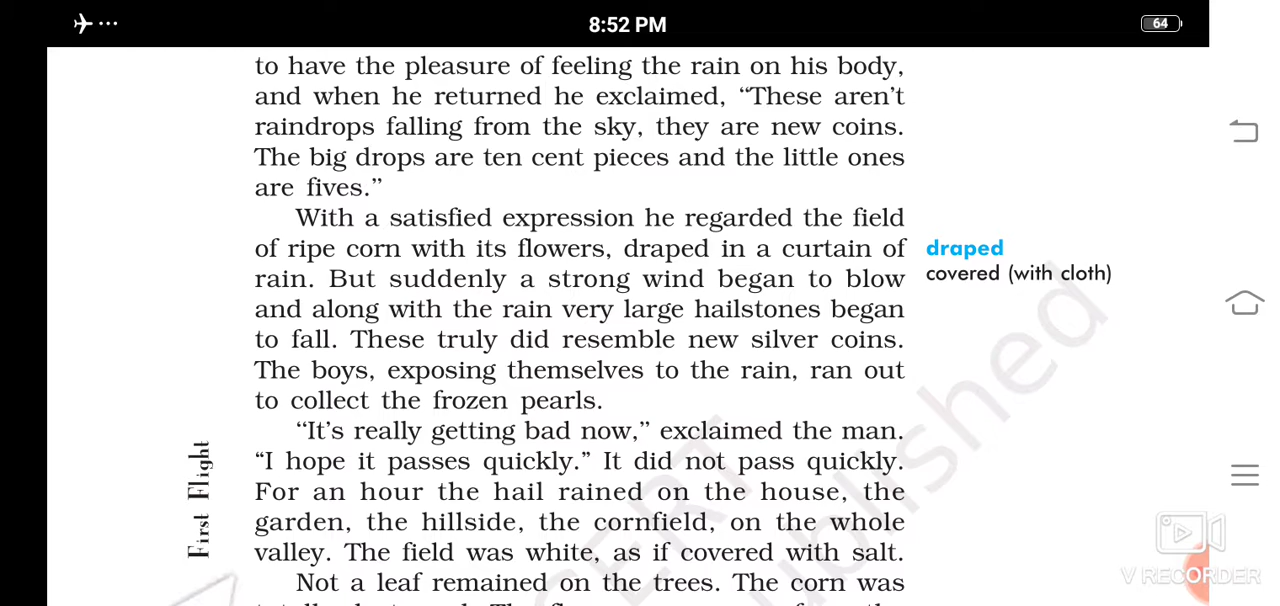 8:52 PM
64
to have the pleasure of feeling the rain on his body,
and when he returned he exclaimed, “These aren’t
raindrops falling from the sky, they are new coins.
The big drops are ten cent pieces and the little ones
are fives.”
With a satisfied expression he regarded the field
of ripe corn with its flowers, draped in a curtain of
rain. But suddenly a strong wind began to blow
and along with the rain very large hailstones began
to fall. These truly did resemble new silver coins.
The boys, exposing themselves to the rain, ran out
to collect the frozen pearls.
“It’s really getting bad now,” exclaimed the man.
“I hope it passes quickly.” It did not pass quickly.
For an hour the hail rained on the house, the
garden, the hillside, the cornfield, on the whole
valley. The field was white, as if covered with salt.
Not a leaf remained on the trees. The corn was
draped
covered (with cloth)
First Flight
V RECORDER